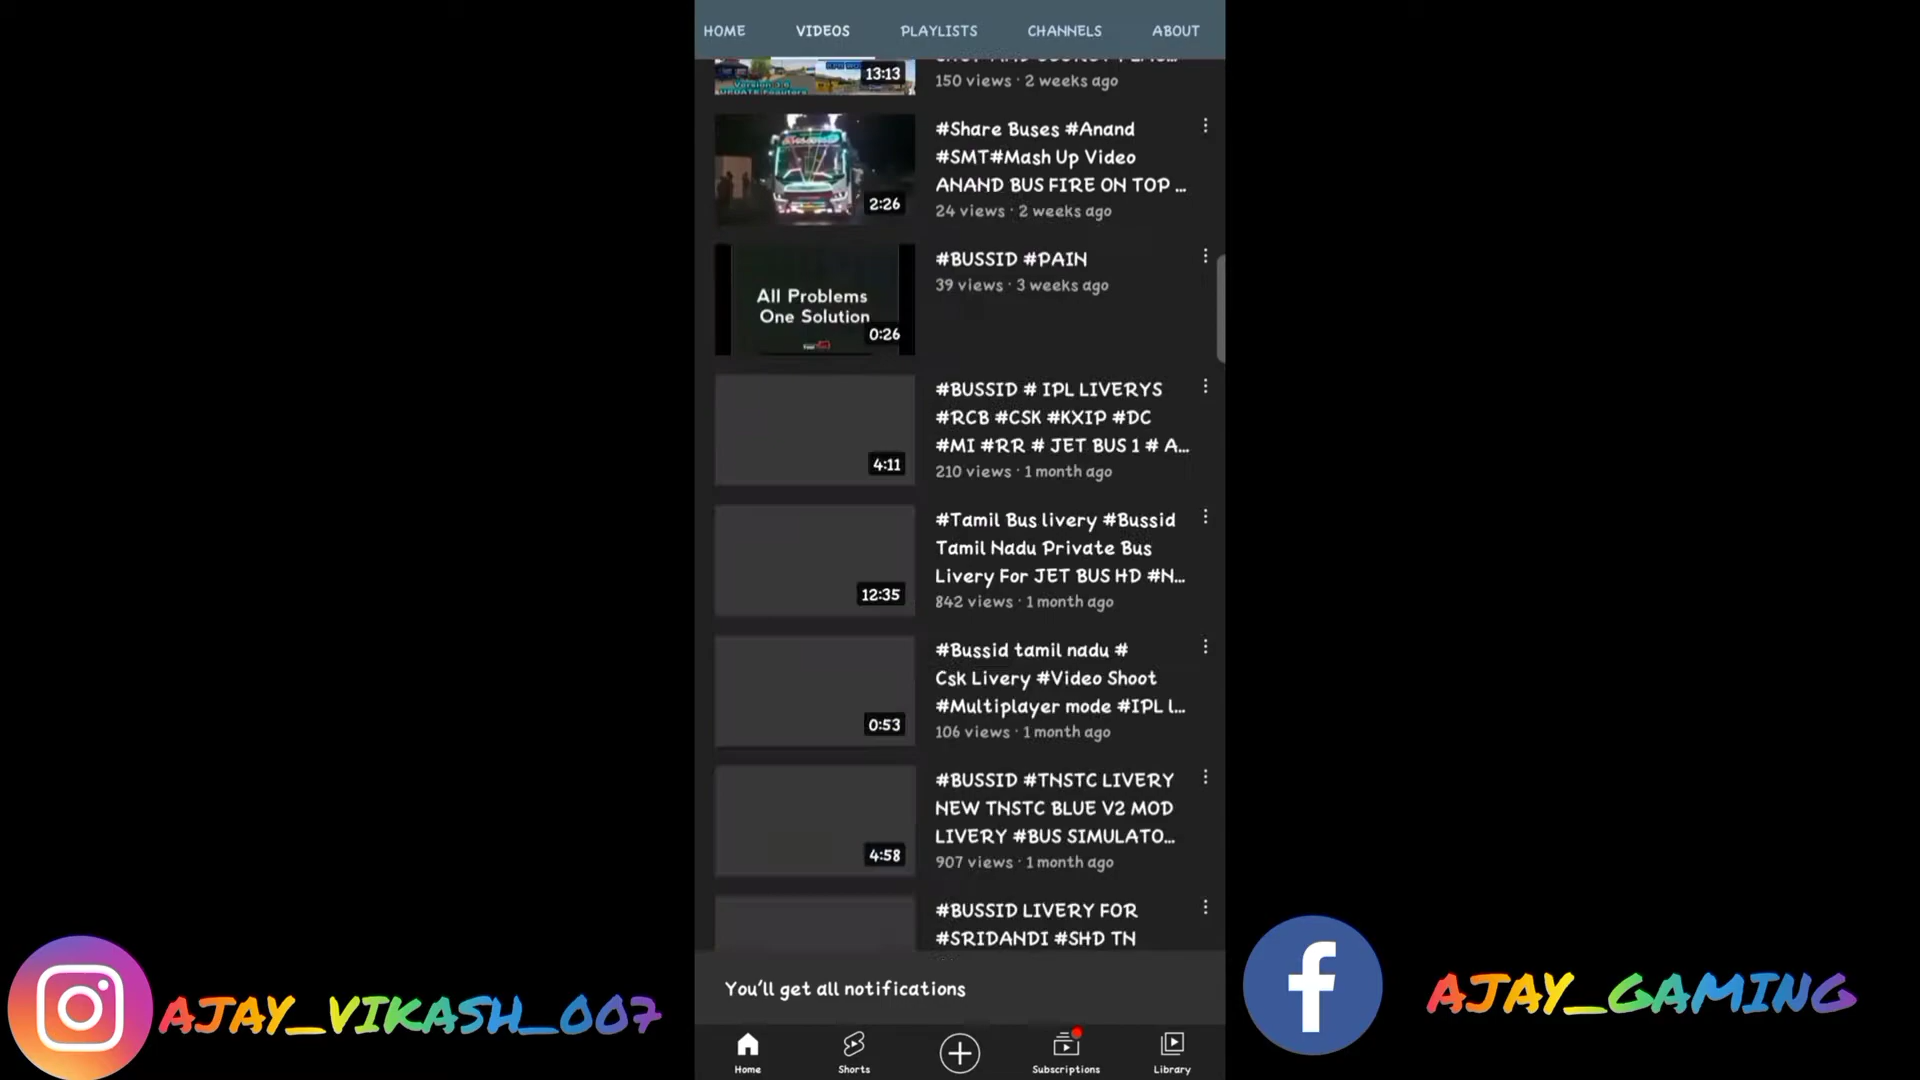 HOME VIDEOS PLAYLISTS CHANNELS ABOUT
13:13
150 views · 2 weeks ago
#Share Buses #Anand
#SMT#Mash Up Video
ANAND BUS FIRE ON TOP ...
24 views · 2 weeks ago
2:26
#BUSSID #PAIN
39 views · 3 weeks ago
All Problems
One Solution
0:26
#BUSSID # IPL LIVERYS
#RCB #CSK #KXIP #DC
#MI #RR # JET BUS 1 # A...
210 views · 1 month ago
4:11
#Tamil Bus livery #Bussid
Tamil Nadu Private Bus
Livery For JET BUS HD #N...
842 views · 1 month ago
12:35
#Bussid tamil nadu #
Csk Livery #Video Shoot
#Multiplayer mode #IPL l...
106 views · 1 month ago
0:53
#BUSSID #TNSTC LIVERY
NEW TNSTC BLUE V2 MOD
LIVERY #BUS SIMULATO...
907 views · 1 month ago
4:58
#BUSSID LIVERY FOR
#SRIDANDI #SHD TN
You'll get all notifications
Home Shorts Subscriptions Library
AJAY_VIKASH_007
AJAY_GAMING